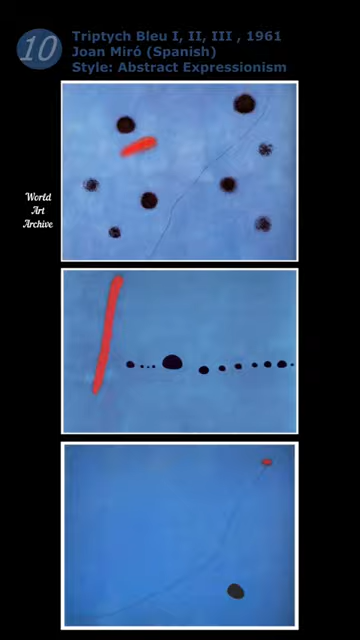 10
Triptych Bleu I, II, III , 1961
Joan Miró (Spanish)
Style: Abstract Expressionism
World
Art
Archive